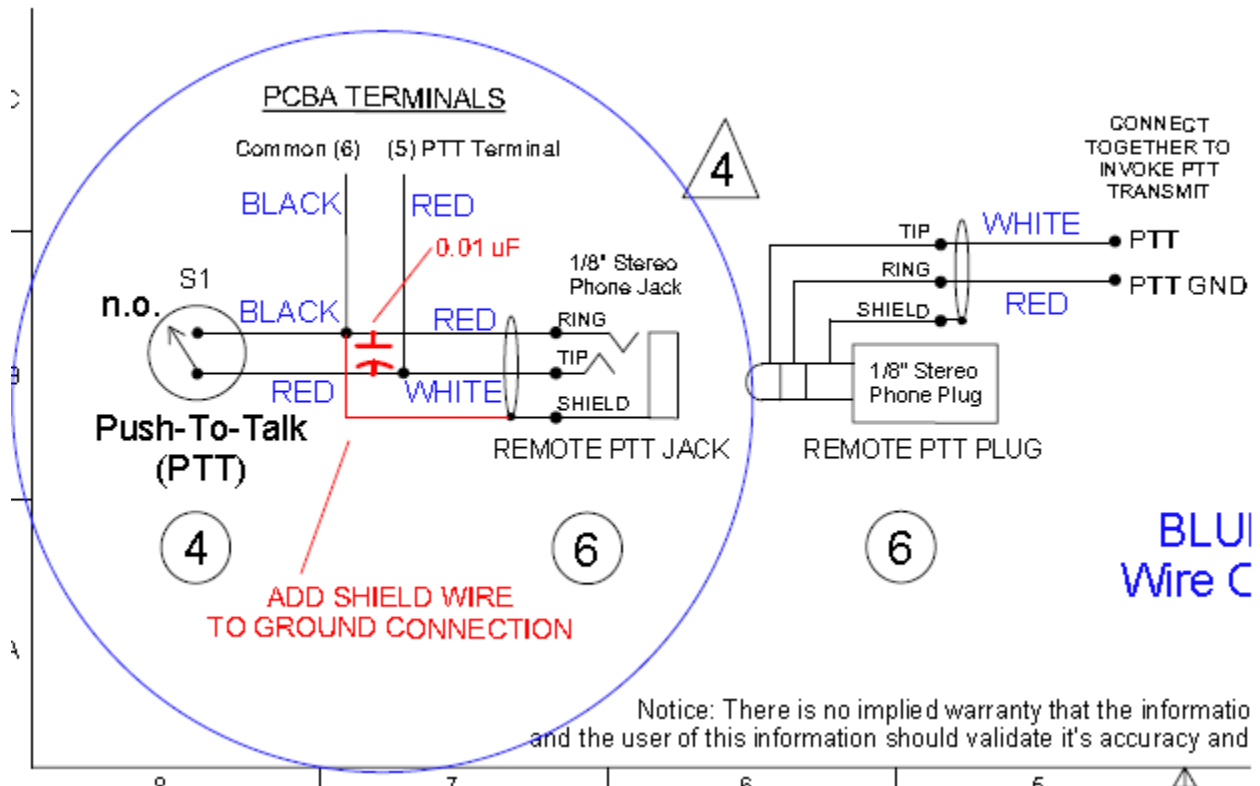 PCBA TERMINALS
Common (6) (5) PTT Terminal
BLACK RED
0.01 uF
S1
n.o.
BLACK RED
RED WHITE
Push-To-Talk
(PTT)
1/8" Stereo
Phone Jack
RING
TIP
SHIELD
REMOTE PTT JACK
4
6
ADD SHIELD WIRE
TO GROUND CONNECTION
4
CONNECT
TOGETHER TO
INVOKE PTT
TRANSMIT
TIP WHITE PTT
RING RED PTT GND
SHIELD
1/8" Stereo
Phone Plug
REMOTE PTT PLUG
6
Wire
Notice: There is no implied warranty that the
and the user of this information should validate it's accuracy and
7 6 5